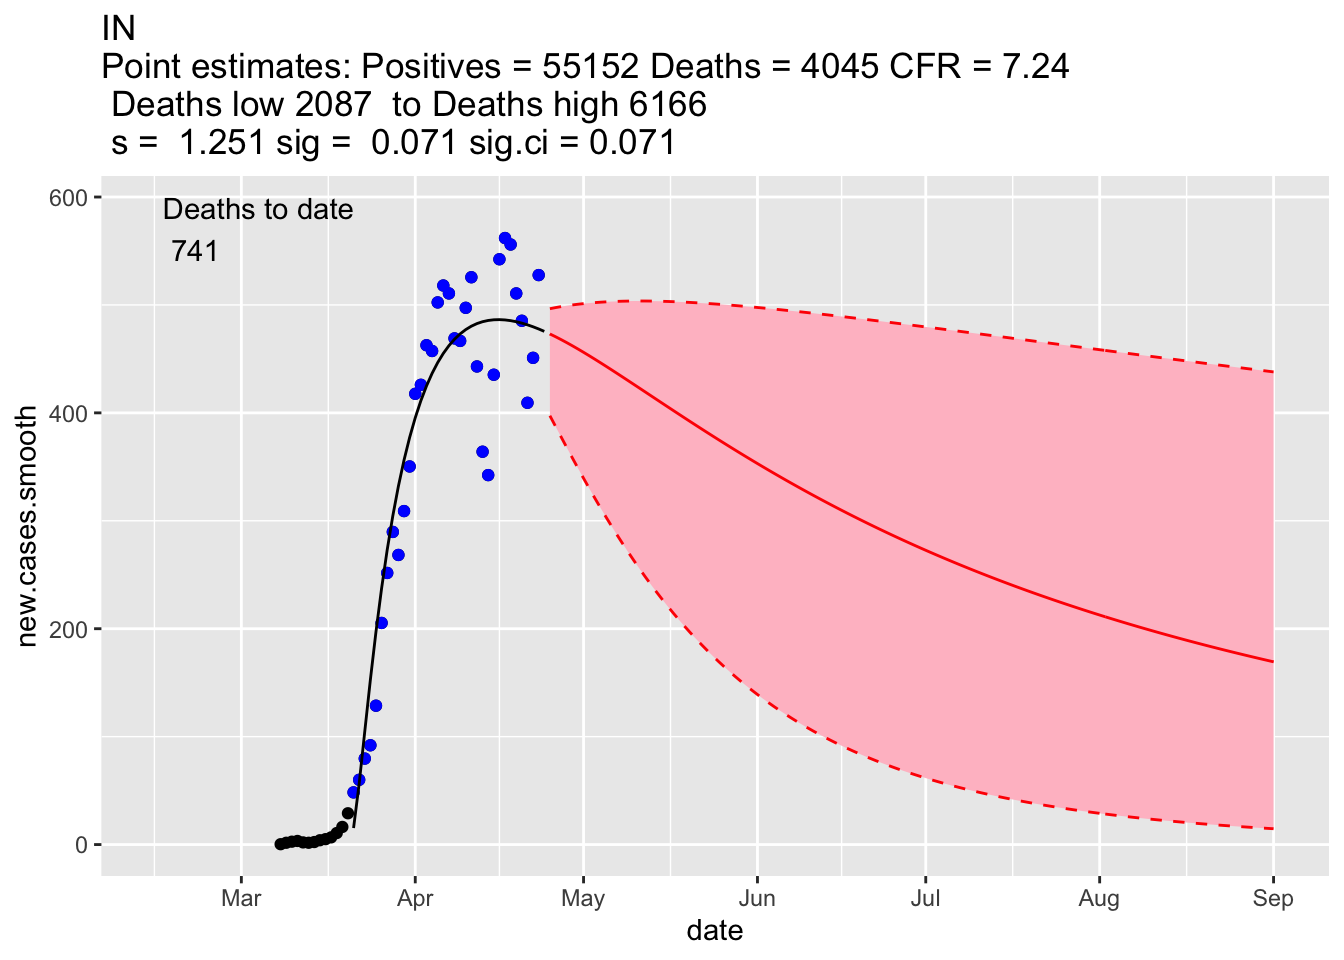 IN
Point estimates: Positives = 55152 Deaths = 4045 CFR = 7.24
Deaths low 2087  to Deaths high 6166
s =  1.251 sig =  0.071 sig.ci = 0.071
Deaths to date
741
600
400
200
0
new.cases.smooth
Mar Apr May Jun Jul Aug Sep
date